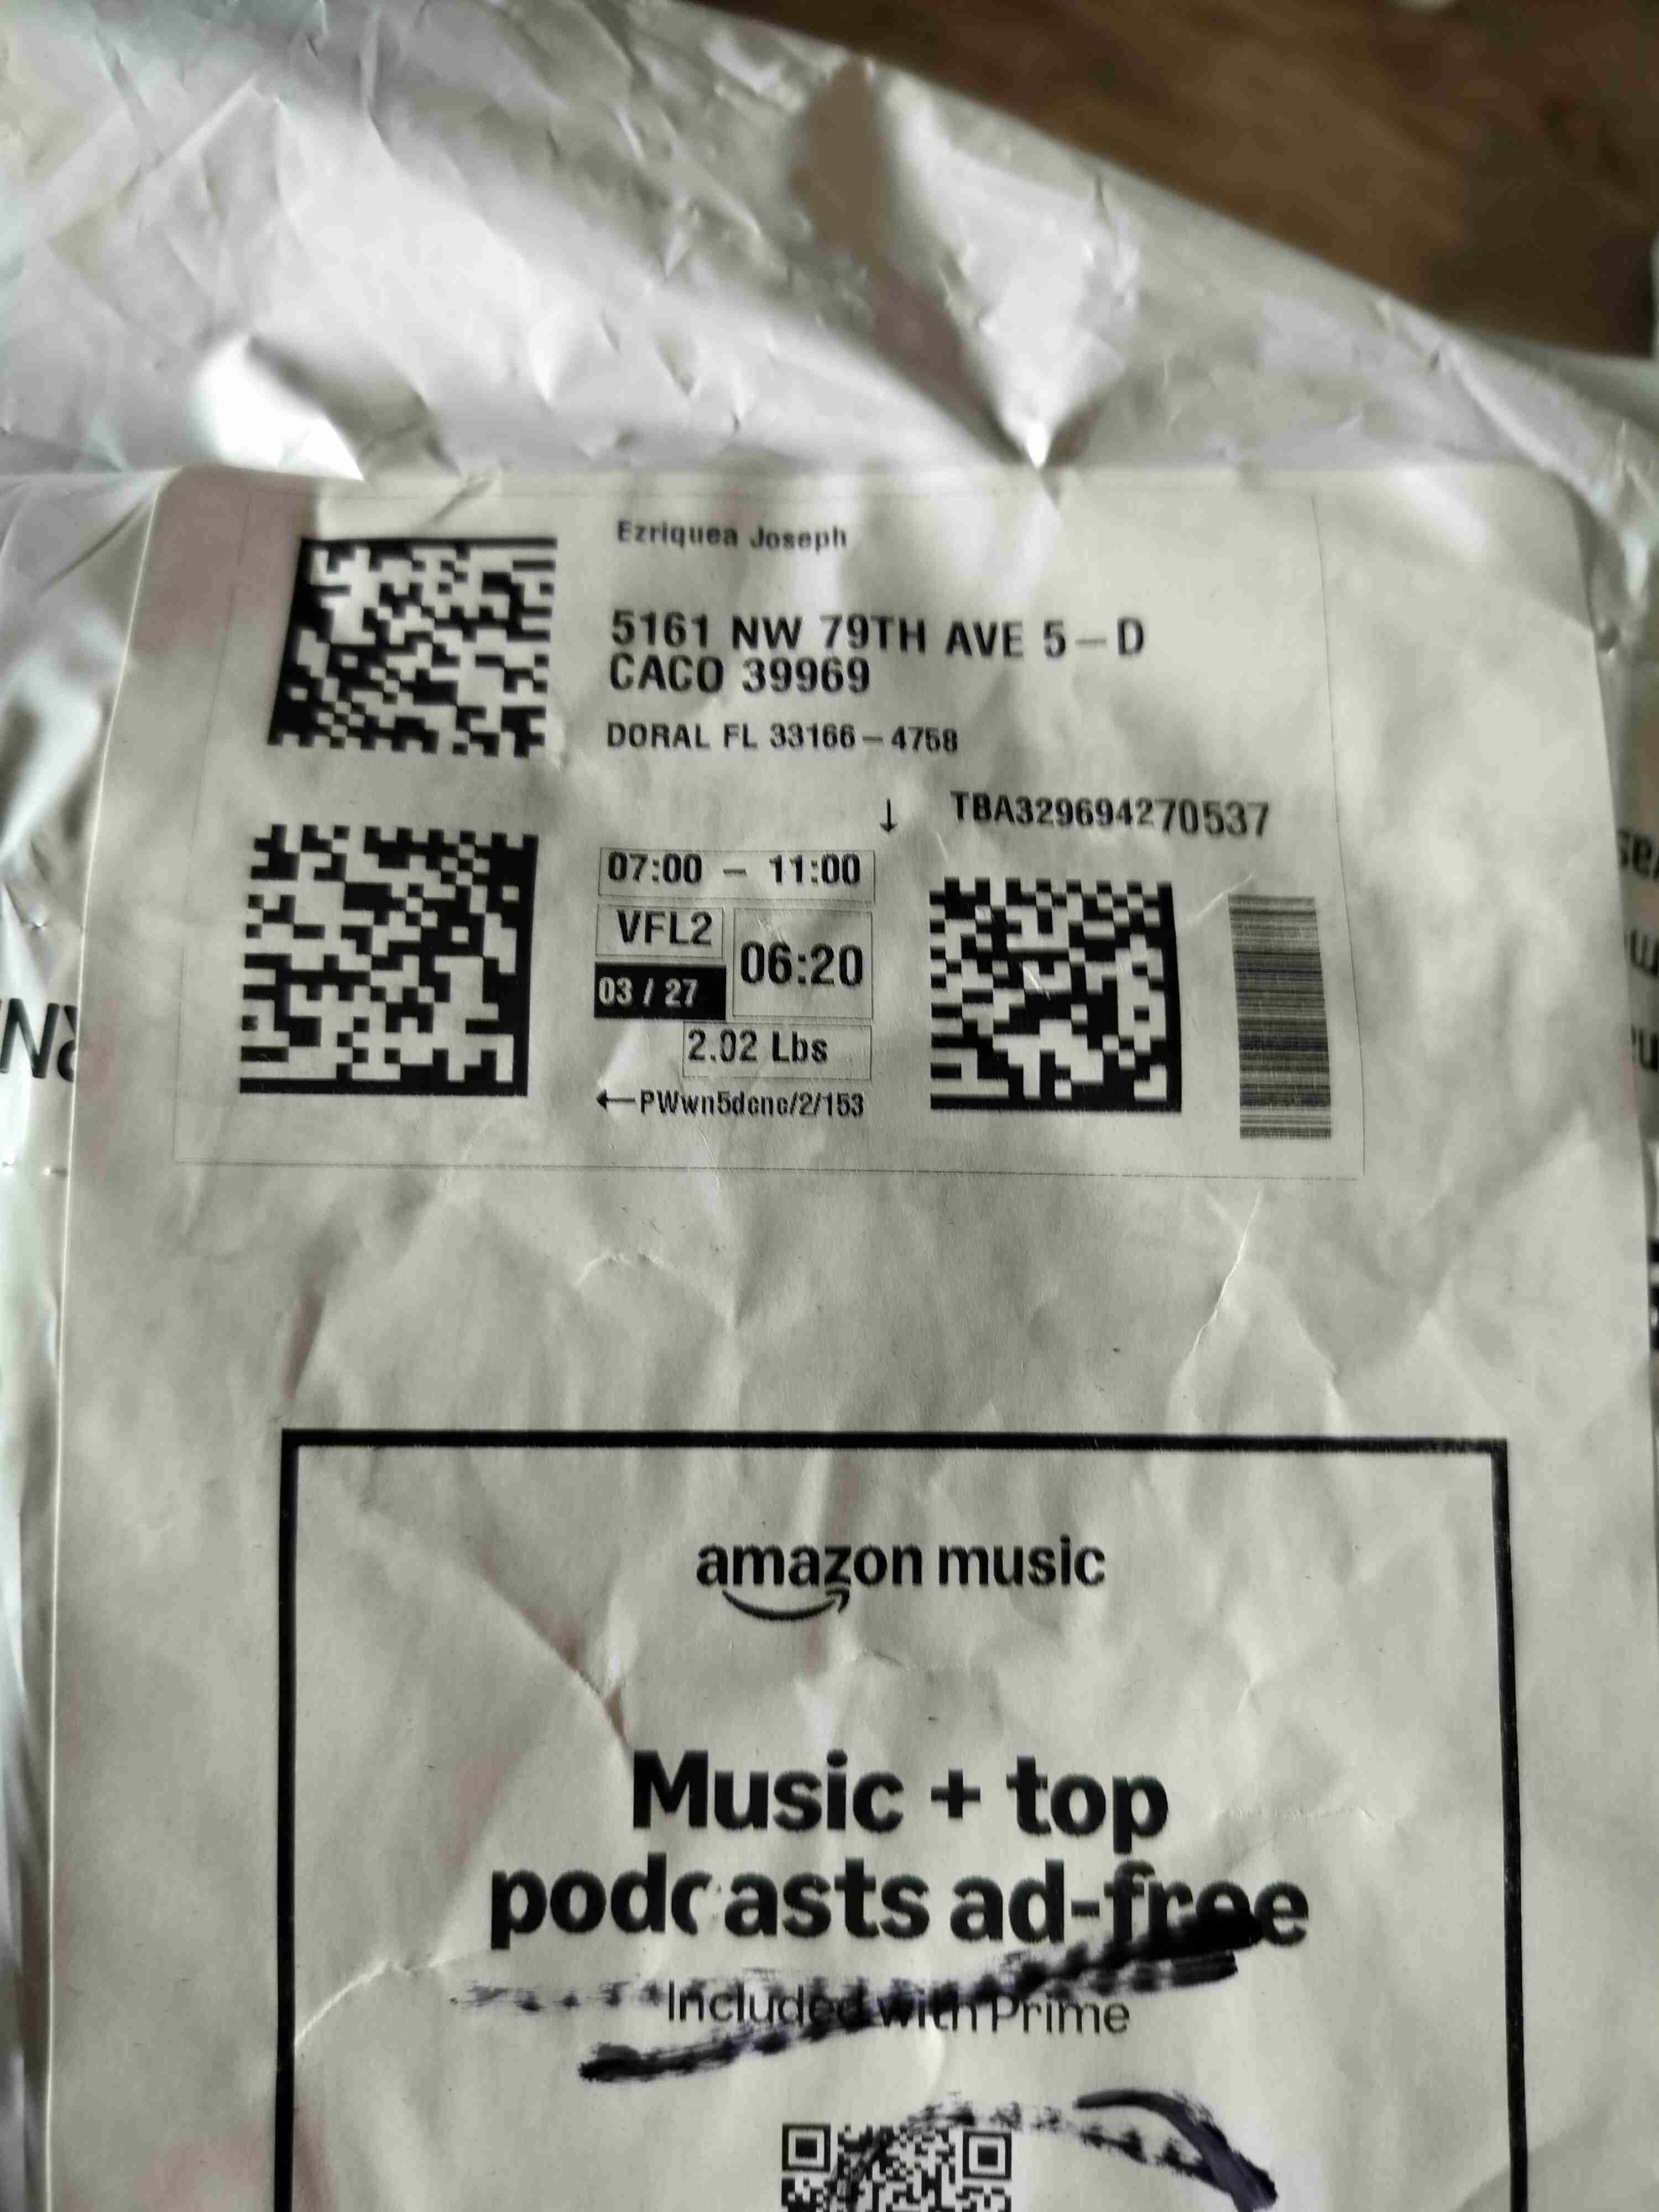 Ezriquea Joseph
5161 NW 79TH AVE 5-D
CACO 39969
DORAL FL 33166-4758
↓ TBA329694270537
07:00 - 11:00
VFL2
06:20
03 / 27
2.02 Lbs
←PWwn5dcnc/2/153
amazon music
Music + top
podcasts ad-free
Included with Prime